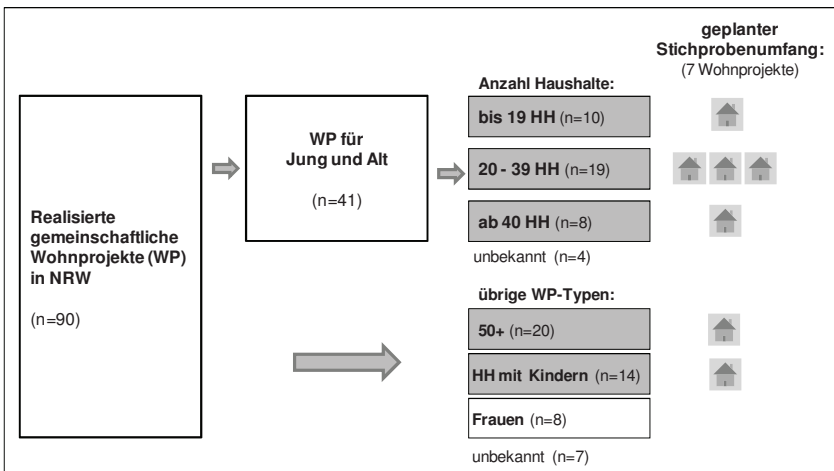 geplanter
Stichprobenumfang:
(7 Wohnprojekte)
Anzahl Haushalte:
bis 19 HH (n=10)
WP für
Jung und Alt
(n=41)
20 - 39 HH (n=19)
ab 40 HH (n=8)
unbekannt (n=4)
Realisierte
gemeinschaftliche
Wohnprojekte (WP)
in NRW
(n=90)
übrige WP-Typen:
50+ (n=20)
HH mit Kindern (n=14)
Frauen (n=8)
unbekannt (n=7)